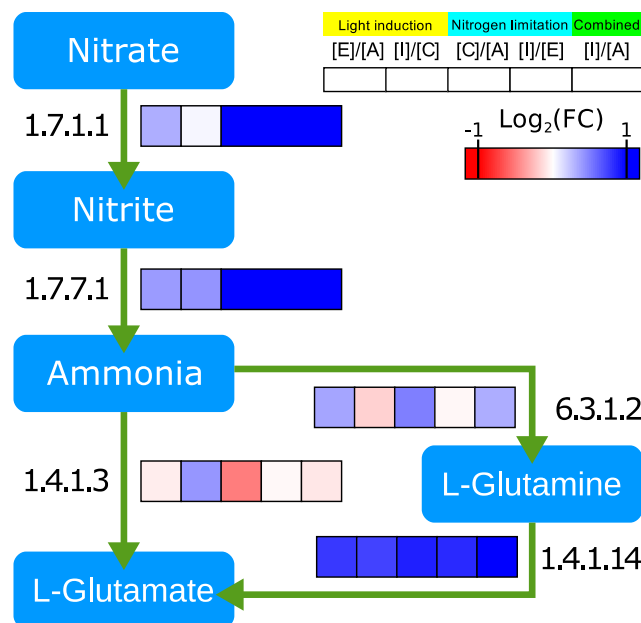 Light induction Nitrogen limitation Combined
[E]/[A] [I]/[C] [C]/[A] [I]/[E] [I]/[A]
Nitrate
Log2(FC)
-1 1
1.7.1.1
Nitrite
1.7.7.1
Ammonia
6.3.1.2
1.4.1.3
L-Glutamine
1.4.1.14
L-Glutamate